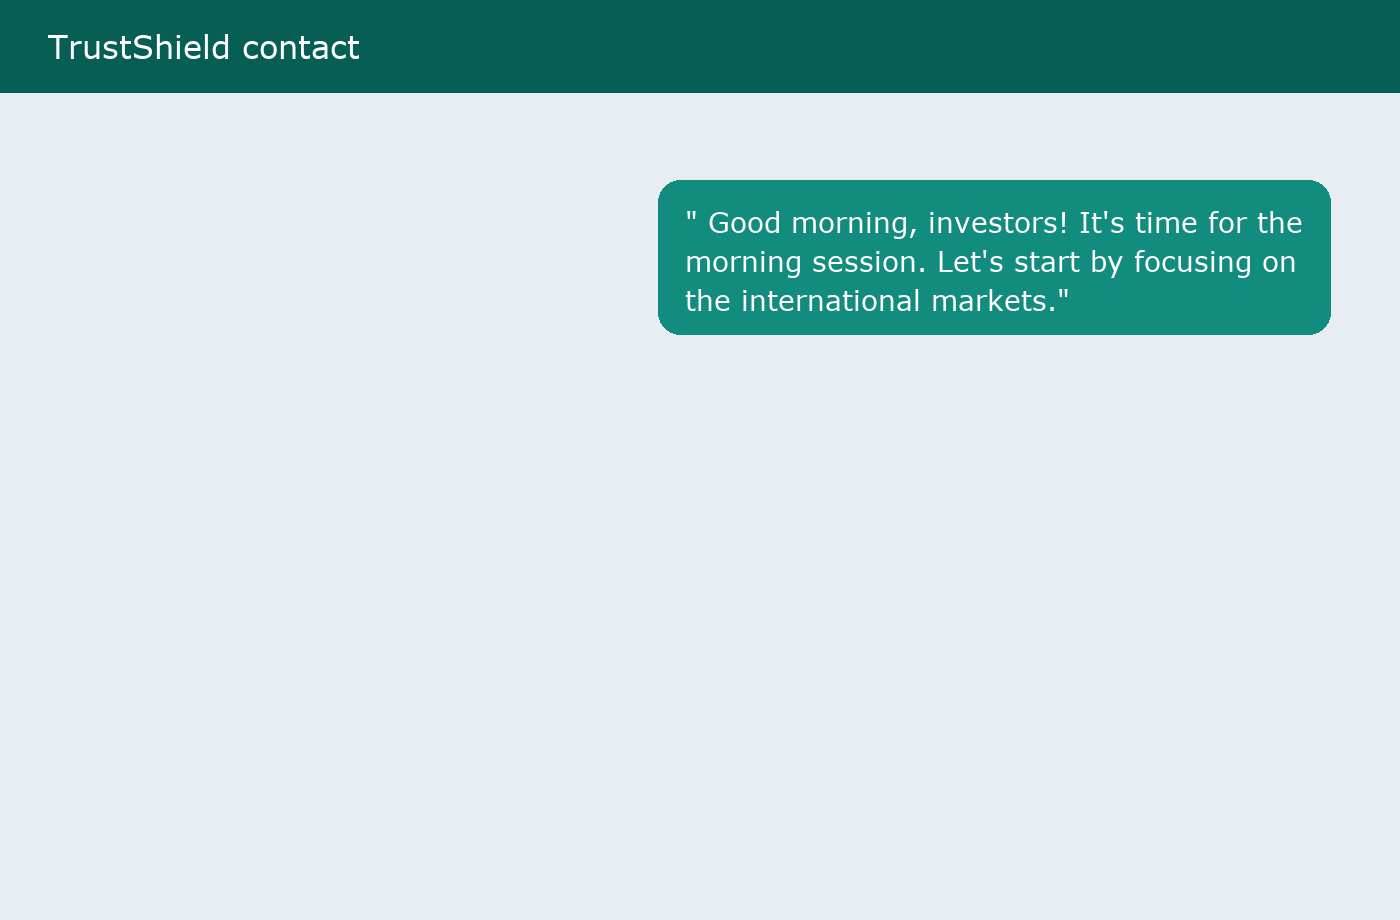 TrustShield contact
" Good morning, investors! It's time for the
morning session. Let's start by focusing on
the international markets."